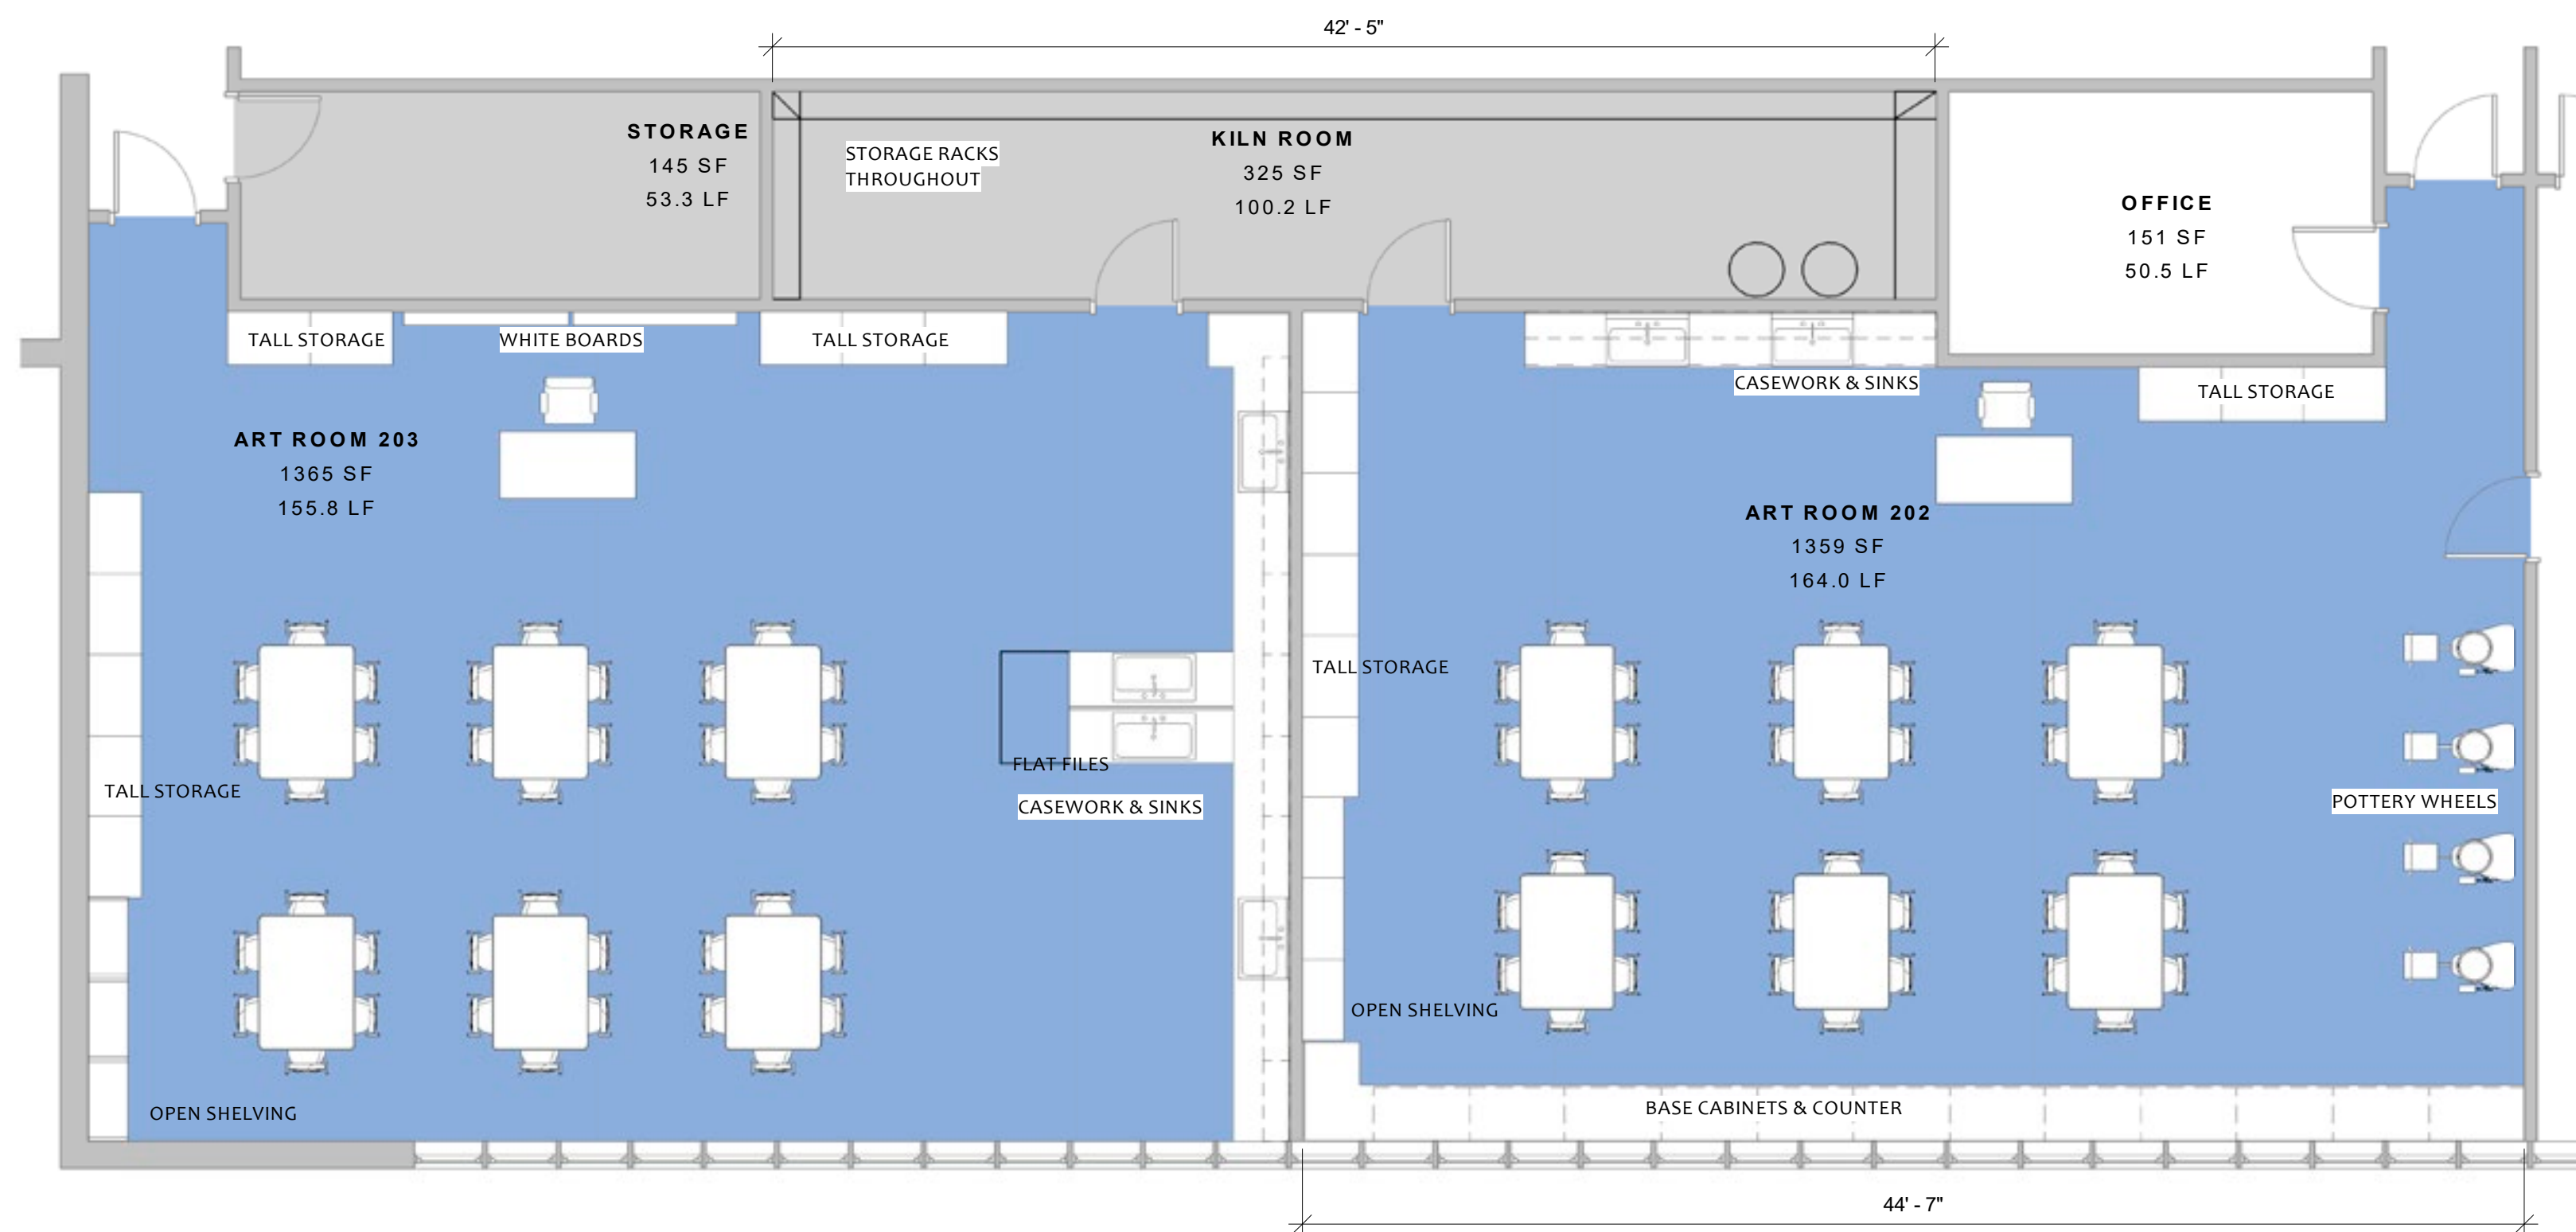 42' - 5"
STORAGE
145 SF
53.3 LF
STORAGE RACKS
THROUGHOUT
KILN ROOM
325 SF
100.2 LF
OFFICE
151 SF
50.5 LF
TALL STORAGE
WHITE BOARDS
TALL STORAGE
CASEWORK & SINKS
TALL STORAGE
ART ROOM 203
1365 SF
155.8 LF
ART ROOM 202
1359 SF
164.0 LF
TALL STORAGE
FLAT FILES
TALL STORAGE
CASEWORK & SINKS
POTTERY WHEELS
OPEN SHELVING
OPEN SHELVING
BASE CABINETS & COUNTER
44' - 7"